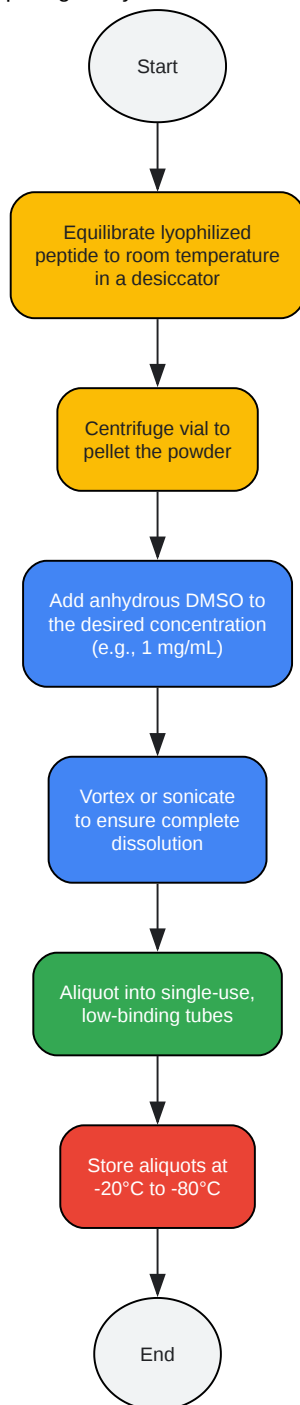 Start
Equilibrate lyophilized
peptide to room temperature
in a desiccator
Centrifuge vial to
pellet the powder
Add anhydrous DMSO to
the desired concentration
(e.g., 1 mg/mL)
Vortex or sonicate
to ensure complete
dissolution
Aliquot into single-use,
low-binding tubes
Store aliquots at
-20°C to -80°C
End